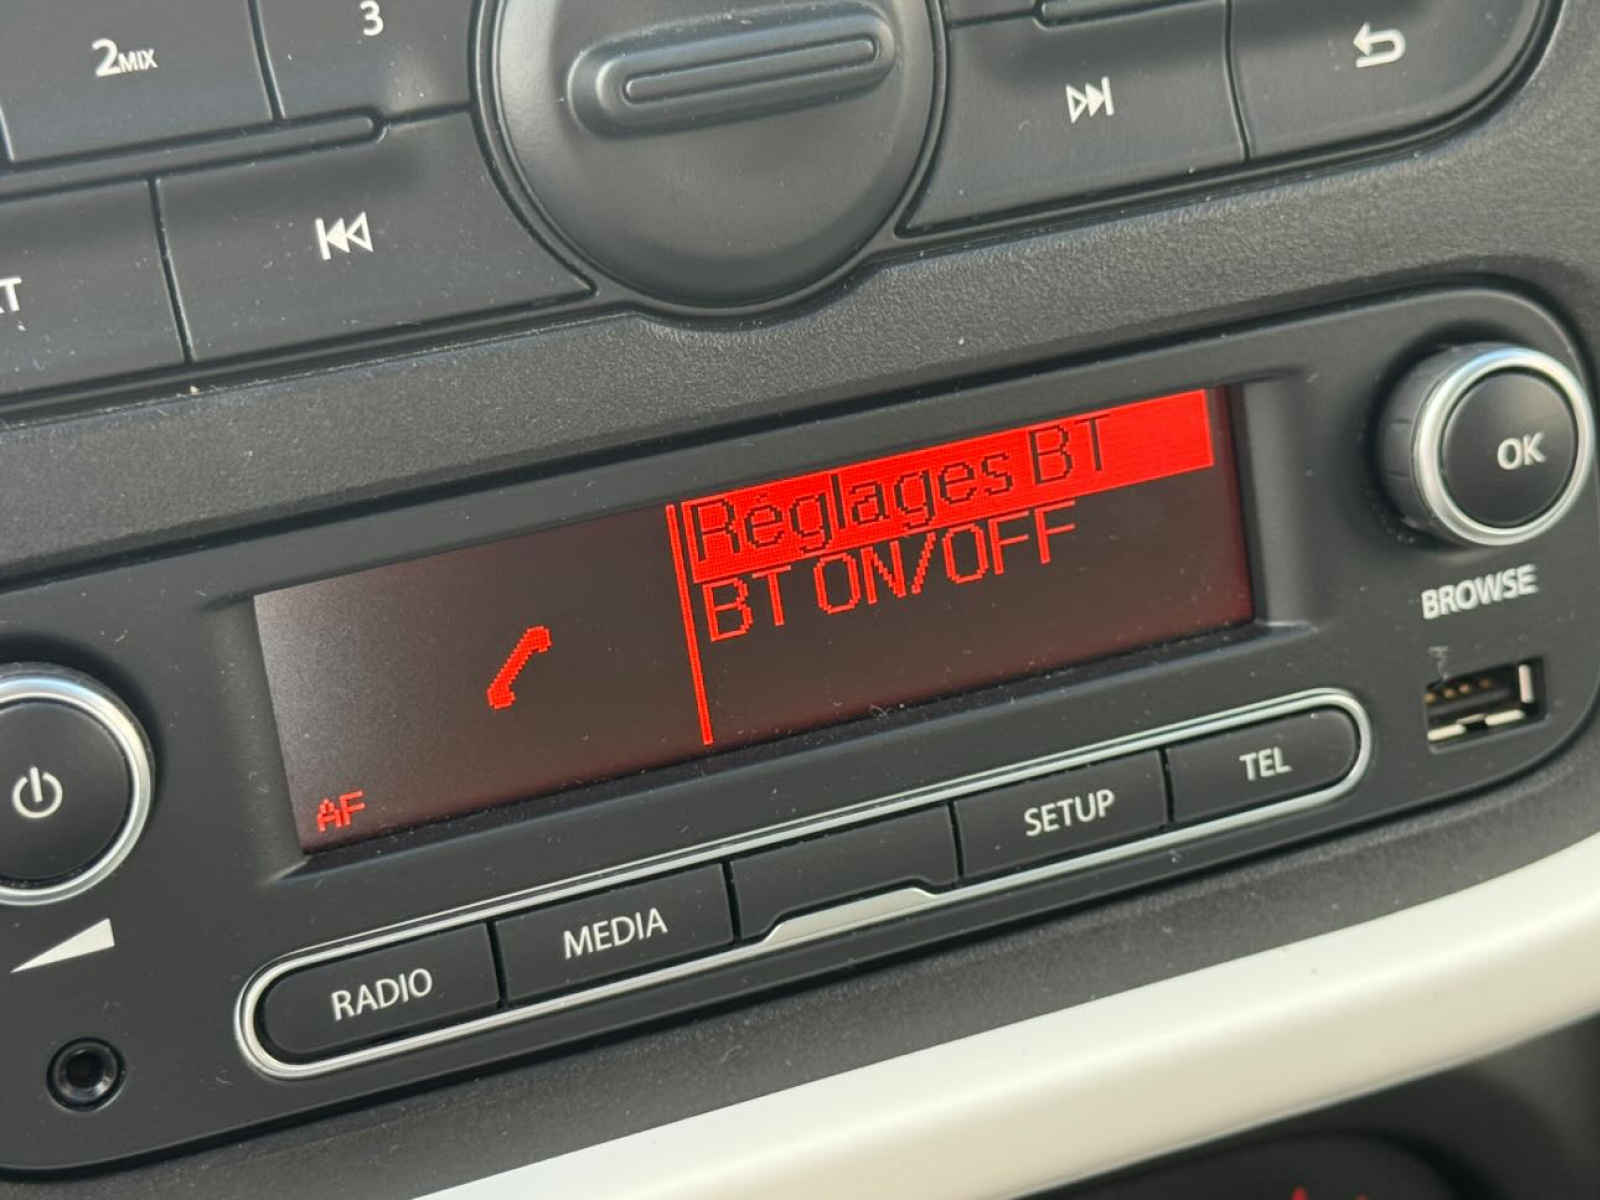 2MIX
3
Réglages BT
BT ON/OFF
AF
OK
BROWSE
RADIO
MEDIA
SETUP
TEL